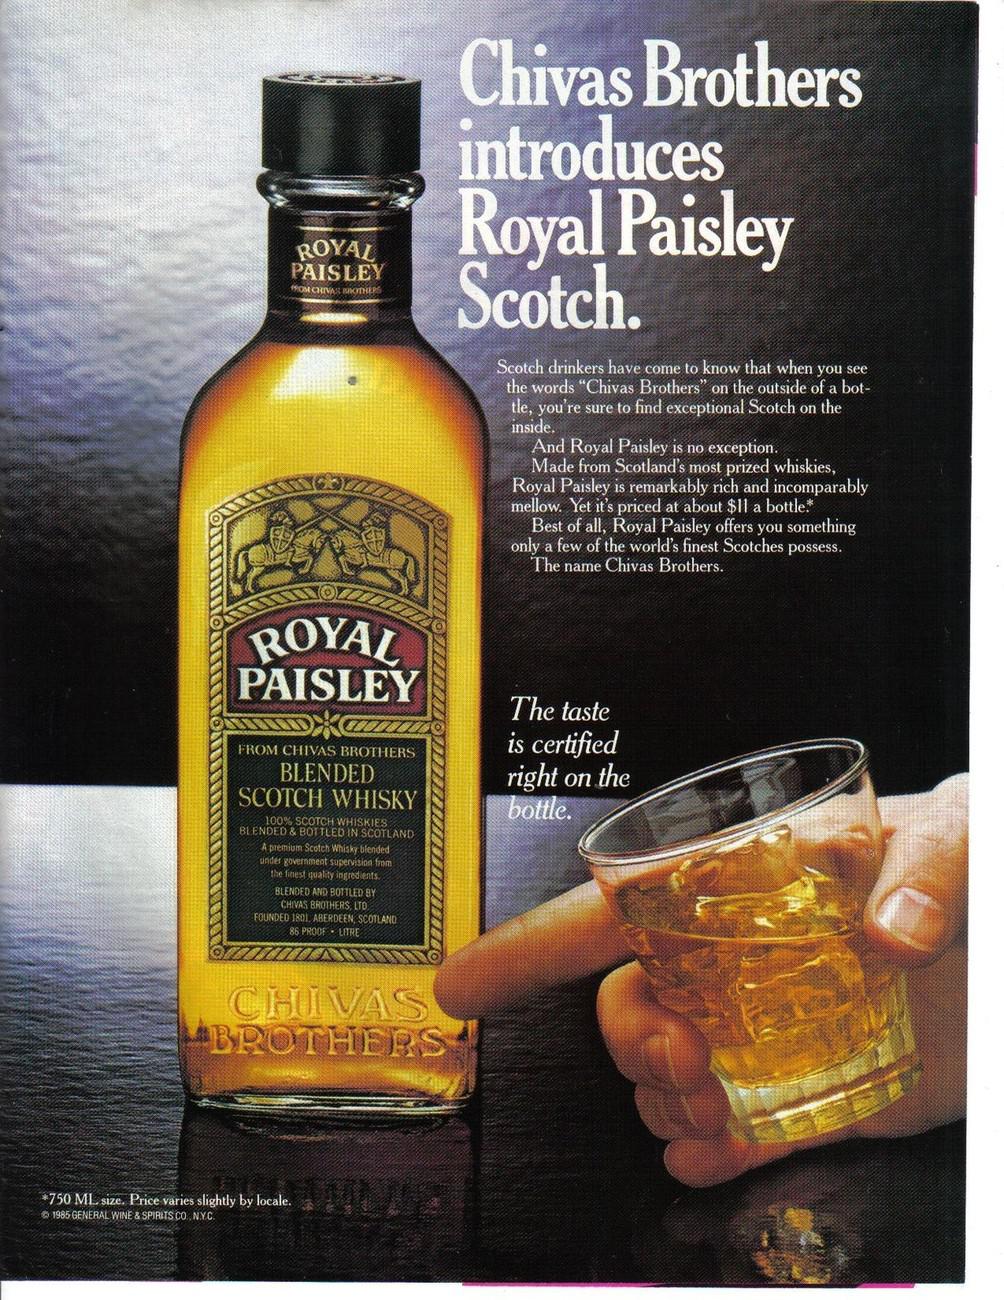 Chivas Brothers
introduces
Royal Paisley
Scotch.
Scotch drinkers have come to know that when you see
the words “Chivas Brothers” on the outside of a bot-
tle, you're sure to find exceptional Scotch on the
inside.
And Royal Paisley is no exception.
Made from Scotland's most prized whiskies,
Royal Paisley is remarkably rich and incomparably
mellow. Yet it's priced at about $11 a bottle.*
Best of all, Royal Paisley offers you something
only a few of the world's finest Scotches possess.
The name Chivas Brothers.
The taste
is certified
right on the
bottle.
ROYAL
PAISLEY
FROM CHIVAS BROTHERS
ROYAL
PAISLEY
FROM CHIVAS BROTHERS
BLENDED
SCOTCH WHISKY
100% SCOTCH WHISKIES
BLENDED & BOTTLED IN SCOTLAND
A premium Scotch Whisky blended
under government supervision from
the finest quality ingredients.
BLENDED AND BOTTLED BY
CHIVAS BROTHERS, LTD.
FOUNDED 1801, ABERDEEN, SCOTLAND
86 PROOF • LITRE
CHIVAS
BROTHERS
*750 ML size. Price varies slightly by locale.
© 1985 GENERAL WINE & SPIRITS CO., N.Y.C.